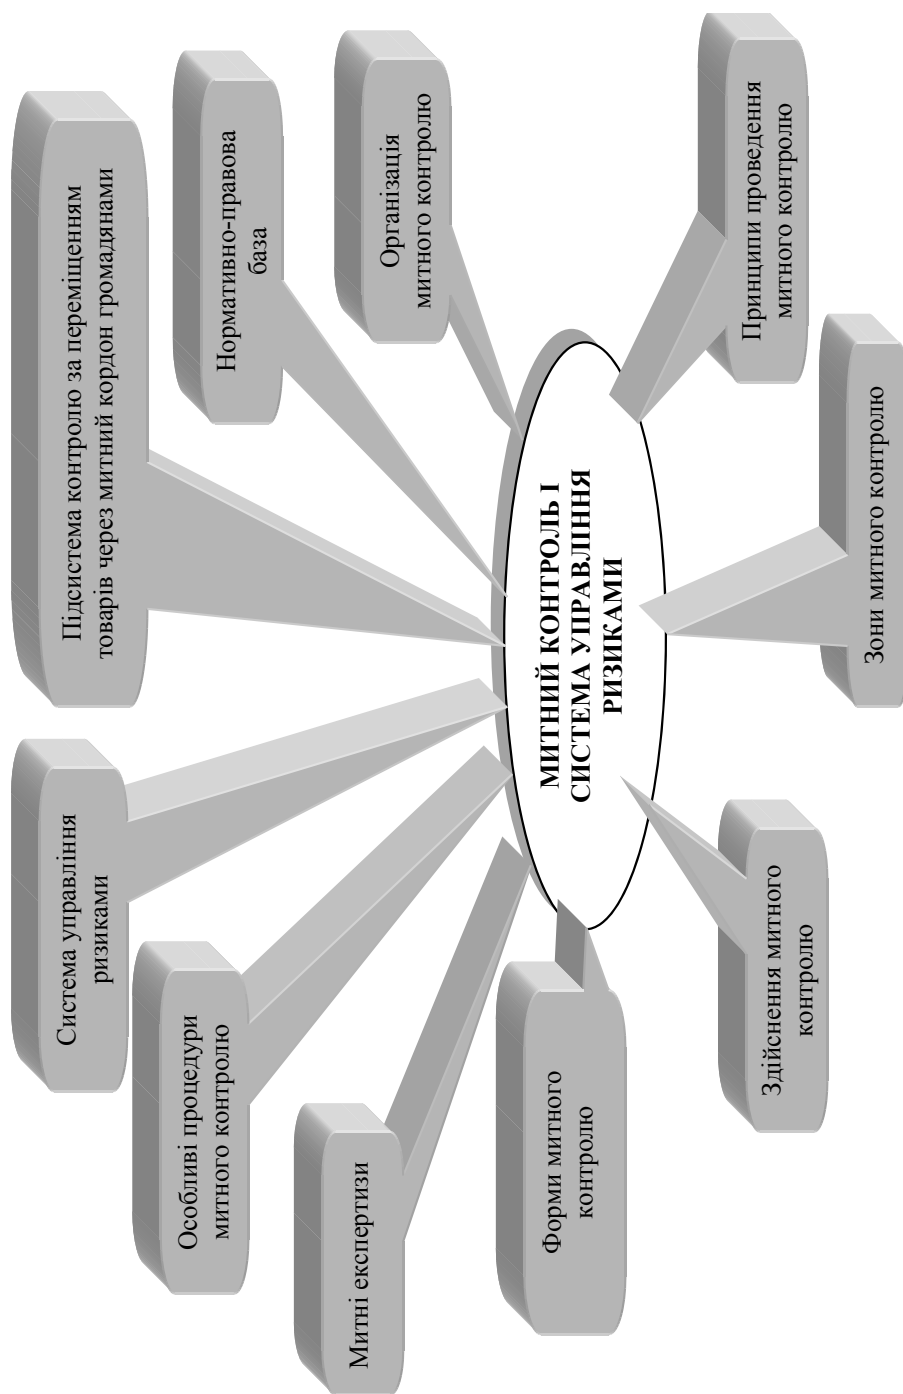 Підсистема контролю за переміщенням
товарів через митний кордон громадянами
Нормативно-правова
база
Організація
митного контролю
Принципи проведення
митного контролю
Зони митного контролю
Здійснення митного
контролю
Форми митного
контролю
Митні експертизи
Особливі процедури
митного контролю
Система управління
ризиками
МИТНИЙ КОНТРОЛЬ І
СИСТЕМА УПРАВЛІННЯ
РИЗИКАМИ